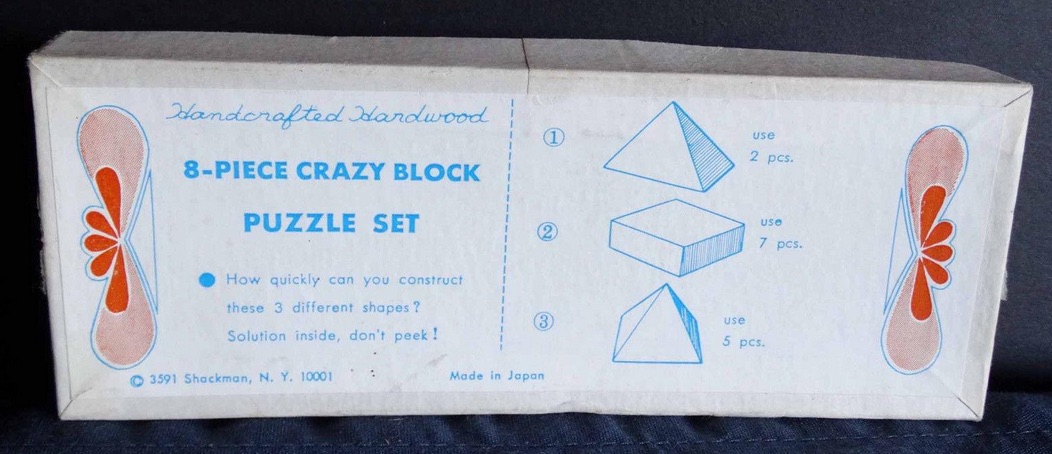 Handcrafted Hardwood
8-PIECE CRAZY BLOCK
PUZZLE SET
● How quickly can you construct
these 3 different shapes?
Solution inside, don't peek!
© 3591 Shackman, N. Y. 10001
Made in Japan
① use
2 pcs.
② use
7 pcs.
③ use
5 pcs.